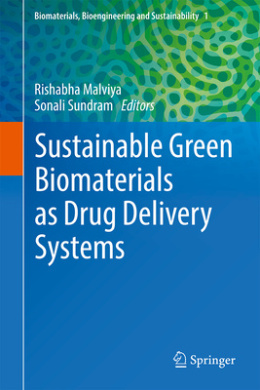 Biomaterials, Bioengineering and Sustainability 1
Rishabha Malviya
Sonali Sundram Editors
Sustainable Green
Biomaterials
as Drug Delivery
Systems
Springer